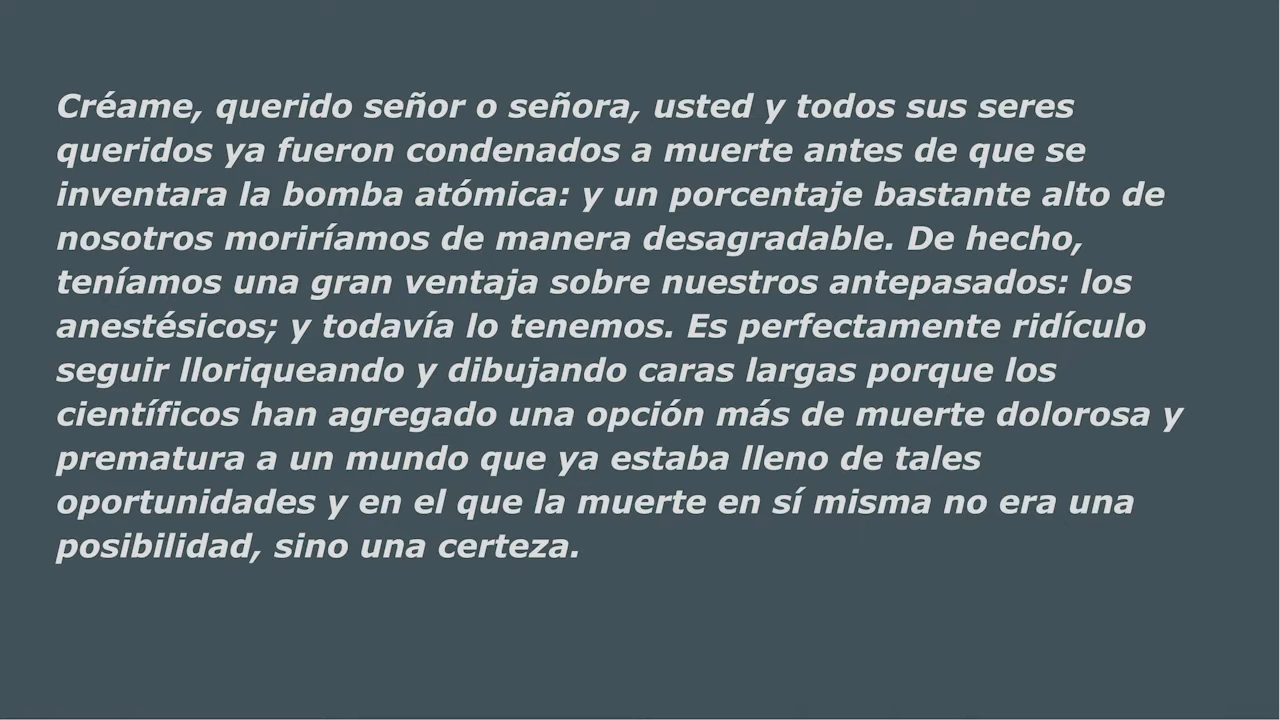 Créame, querido señor o señora, usted y todos sus seres
queridos ya fueron condenados a muerte antes de que se
inventara la bomba atómica: y un porcentaje bastante alto de
nosotros moriríamos de manera desagradable. De hecho,
teníamos una gran ventaja sobre nuestros antepasados: los
anestésicos; y todavía lo tenemos. Es perfectamente ridículo
seguir lloriqueando y dibujando caras largas porque los
científicos han agregado una opción más de muerte dolorosa y
prematura a un mundo que ya estaba lleno de tales
oportunidades y en el que la muerte en sí misma no era una
posibilidad, sino una certeza.